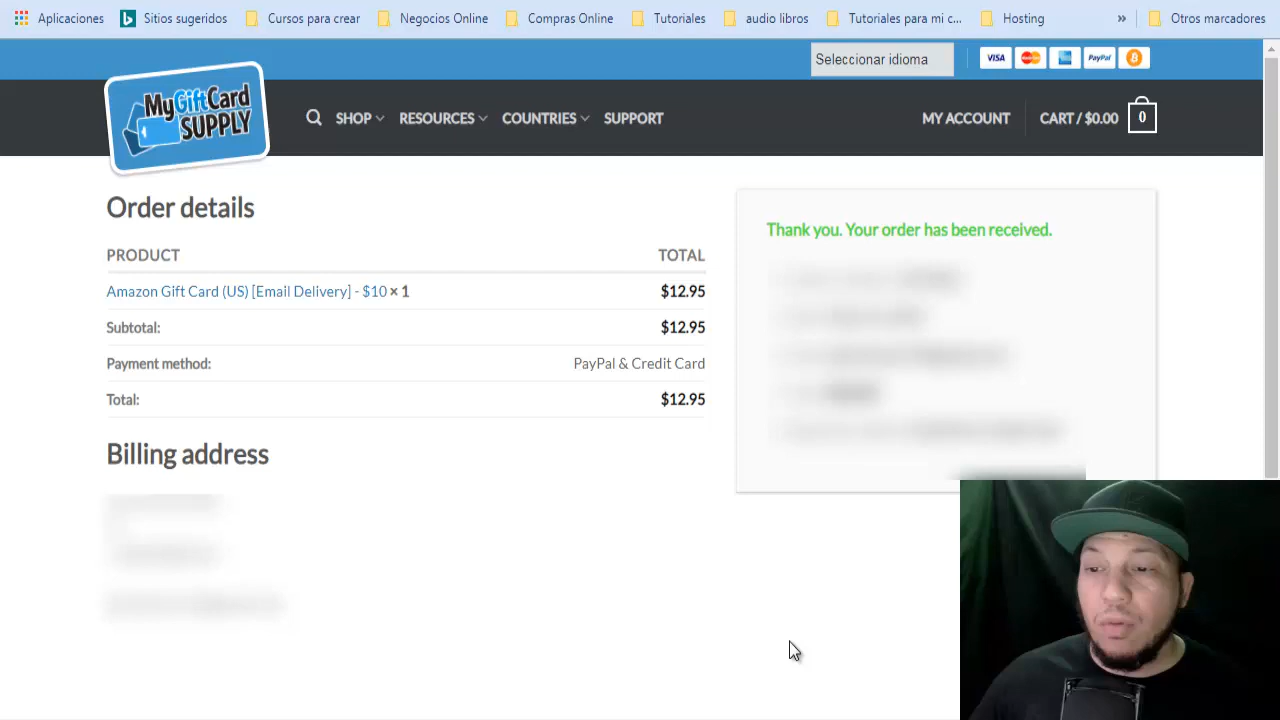 Aplicaciones Sitios sugeridos Cursos para crear Negocios Online Compras Online Tutoriales audio libros Tutoriales para mi c... Hosting » Otros marcadores
Seleccionar idioma VISA PayPal
MyGiftCard
SUPPLY
SHOP RESOURCES COUNTRIES SUPPORT MY ACCOUNT CART / $0.00 0
Order details
PRODUCT TOTAL
Amazon Gift Card (US) [Email Delivery] - $10 × 1 $12.95
Subtotal: $12.95
Payment method: PayPal & Credit Card
Total: $12.95
Thank you. Your order has been received.
Billing address